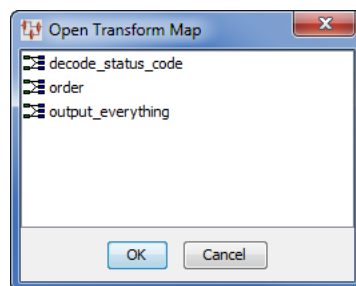 Open Transform Map
decode_status_code
order
output_everything
OK Cancel